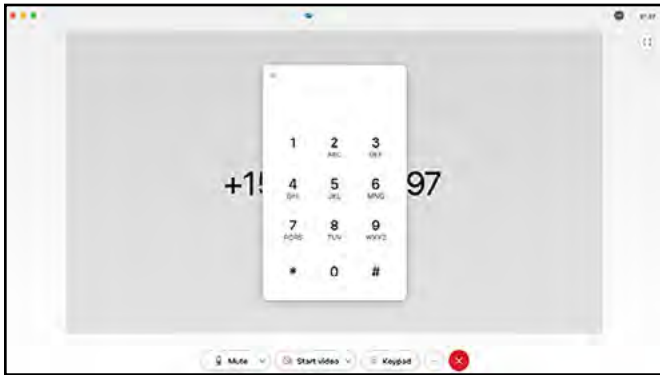 1 2 3
ABC DEF
+15 97
4 5 6
GHI JKL MNO
7 8 9
PQRS TUV WXYZ
* 0 #
Mute Start video Keypad